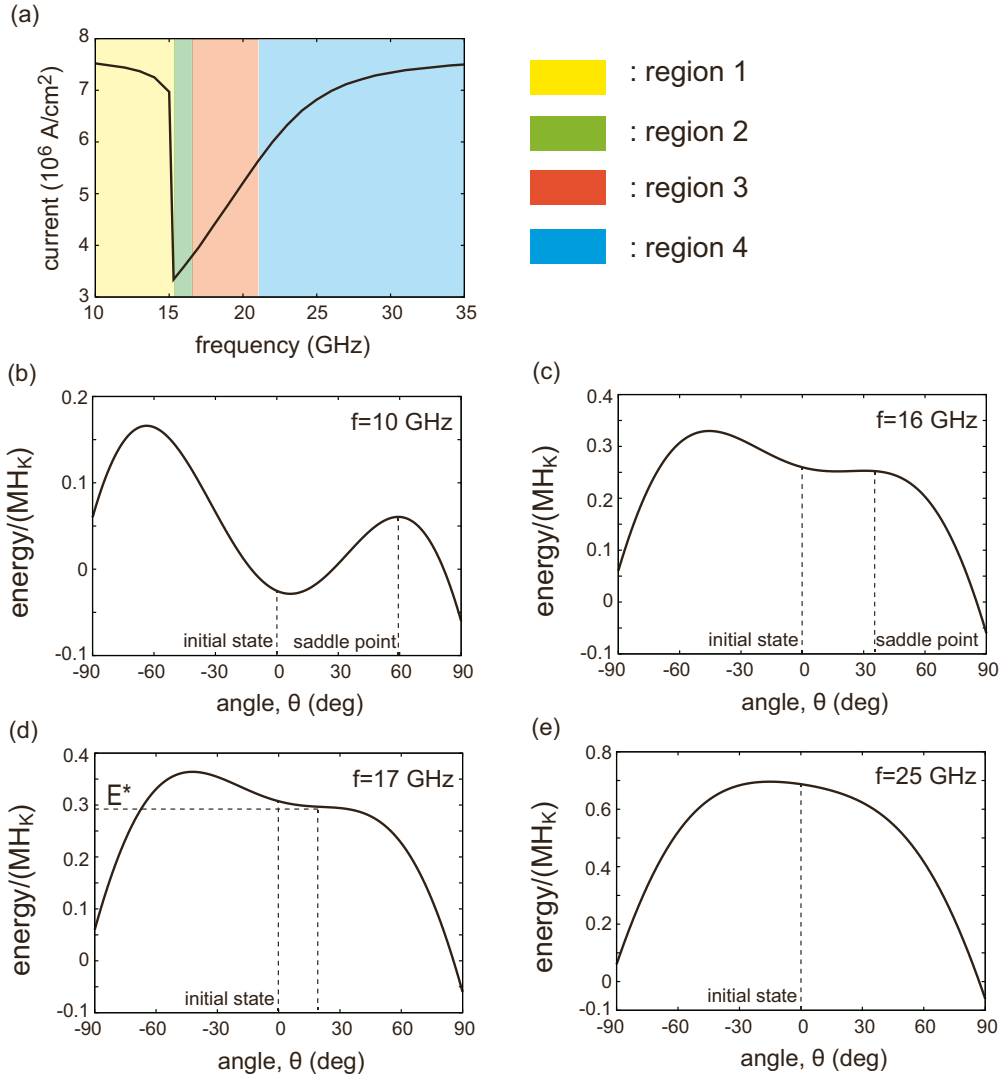 (a)
8
7
6
5
4
3
current (10⁶ A/cm²)
10 15 20 25 30 35
frequency (GHz)
: region 1
: region 2
: region 3
: region 4
(b)
0.2
0.1
0
-0.1
energy/(MHK)
f=10 GHz
initial state
saddle point
-90 -60 -30 0 30 60 90
angle, θ (deg)
(c)
0.4
0.3
0.2
0.1
0
-0.1
energy/(MHK)
f=16 GHz
initial state
saddle point
-90 -60 -30 0 30 60 90
angle, θ (deg)
(d)
0.4
0.3
0.2
0.1
0
-0.1
energy/(MHK)
E*
f=17 GHz
initial state
-90 -60 -30 0 30 60 90
angle, θ (deg)
(e)
0.8
0.6
0.4
0.2
0
-0.1
energy/(MHK)
f=25 GHz
initial state
-90 -60 -30 0 30 60 90
angle, θ (deg)